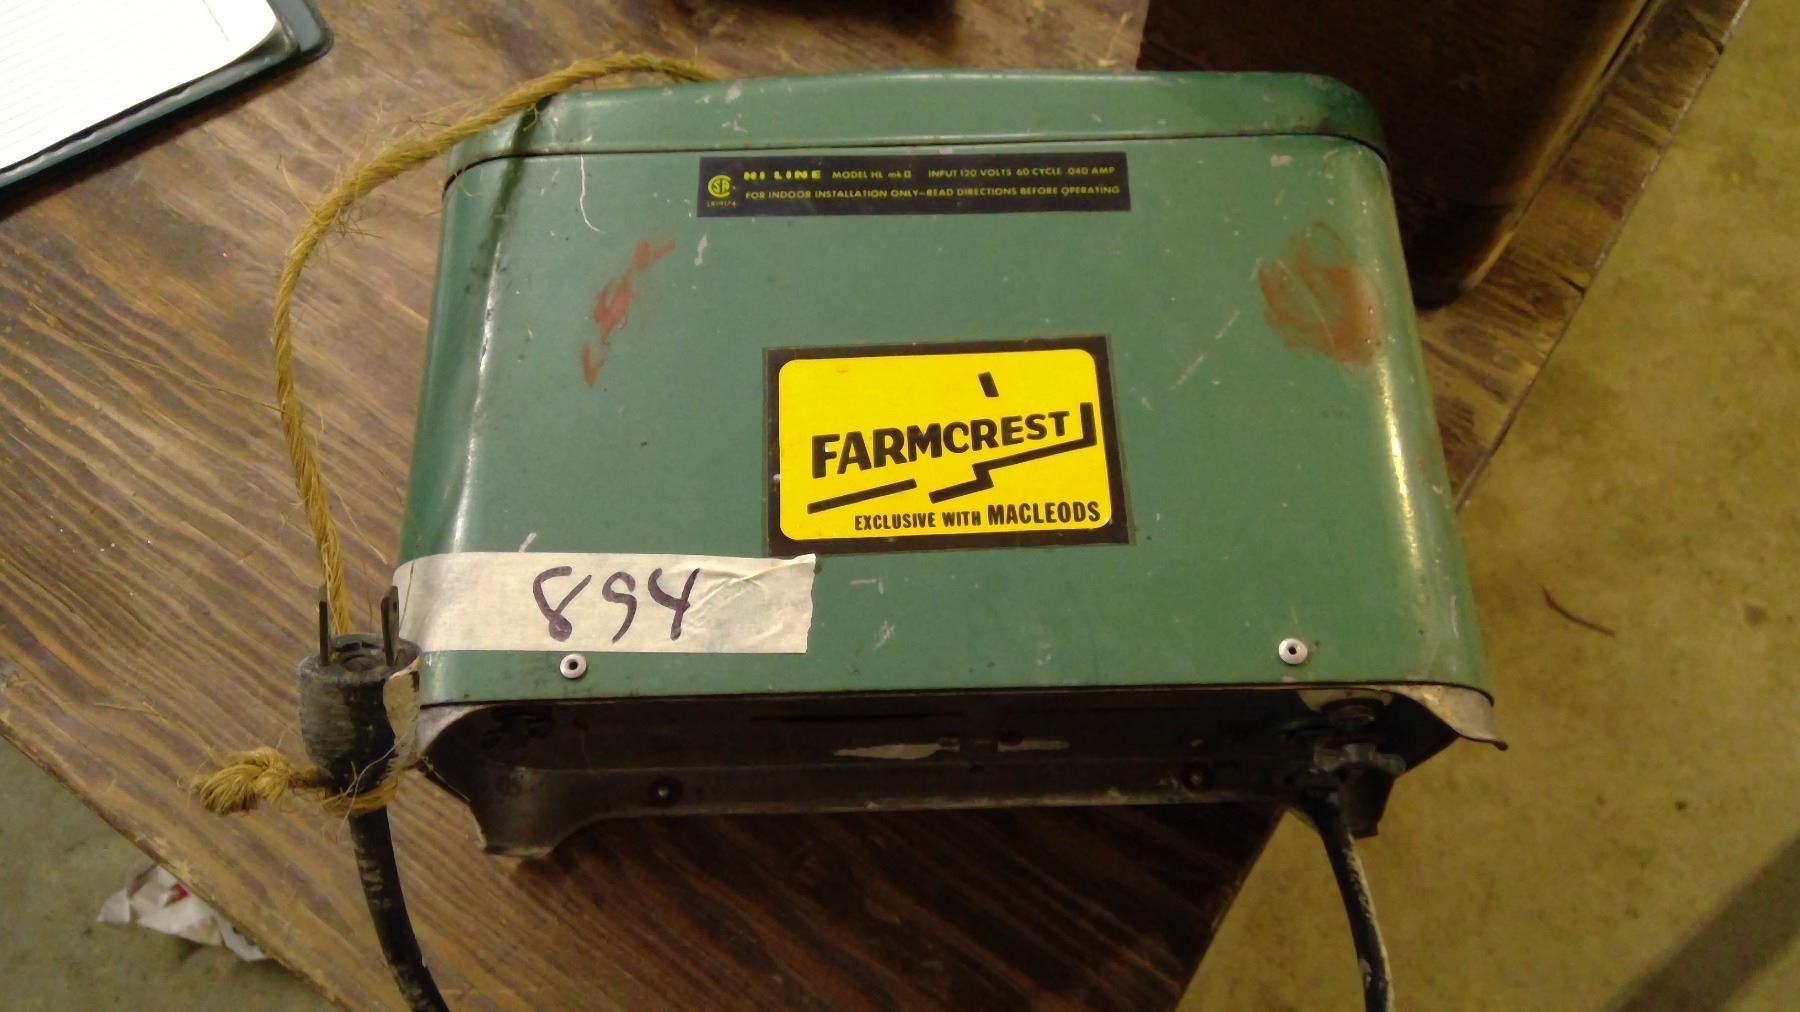 HI LINE MODEL HL mk II INPUT 120 VOLTS 60 CYCLE .040 AMP
FOR INDOOR INSTALLATION ONLY–READ DIRECTIONS BEFORE OPERATING
FARMCREST
EXCLUSIVE WITH MACLEODS
894